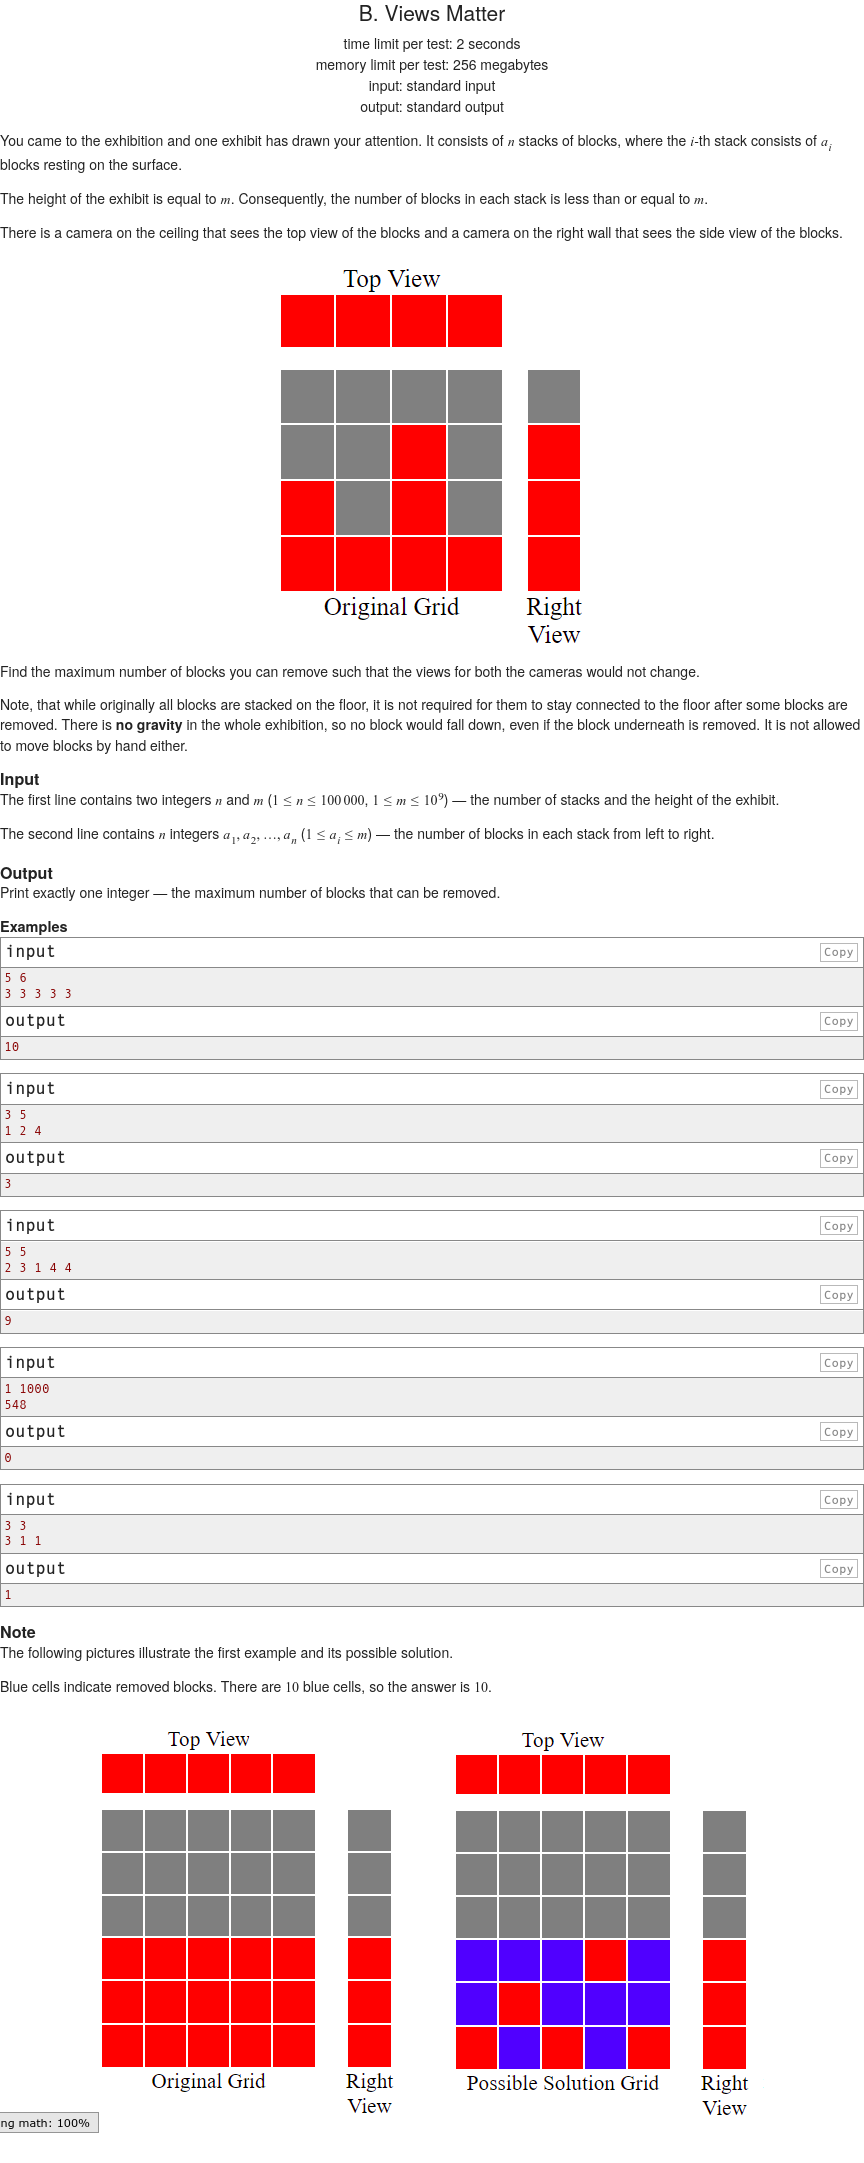 B. Views Matter
time limit per test: 2 seconds
memory limit per test: 256 megabytes
input: standard input
output: standard output
You came to the exhibition and one exhibit has drawn your attention. It consists of n stacks of blocks, where the i-th stack consists of a_i
blocks resting on the surface.
The height of the exhibit is equal to m. Consequently, the number of blocks in each stack is less than or equal to m.
There is a camera on the ceiling that sees the top view of the blocks and a camera on the right wall that sees the side view of the blocks.
Top View
Original Grid
Right
View
Find the maximum number of blocks you can remove such that the views for both the cameras would not change.
Note, that while originally all blocks are stacked on the floor, it is not required for them to stay connected to the floor after some blocks are
removed. There is no gravity in the whole exhibition, so no block would fall down, even if the block underneath is removed. It is not allowed
to move blocks by hand either.
Input
The first line contains two integers n and m (1 ≤ n ≤ 100 000, 1 ≤ m ≤ 10^9) — the number of stacks and the height of the exhibit.
The second line contains n integers a_1, a_2, …, a_n (1 ≤ a_i ≤ m) — the number of blocks in each stack from left to right.
Output
Print exactly one integer — the maximum number of blocks that can be removed.
Examples
input Copy
5 6
3 3 3 3 3
output Copy
10
input Copy
3 5
1 2 4
output Copy
3
input Copy
5 5
2 3 1 4 4
output Copy
9
input Copy
1 1000
548
output Copy
0
input Copy
3 3
3 1 1
output Copy
1
Note
The following pictures illustrate the first example and its possible solution.
Blue cells indicate removed blocks. There are 10 blue cells, so the answer is 10.
Top View
Original Grid
Right
View
Top View
Possible Solution Grid
Right
View
ng math: 100%